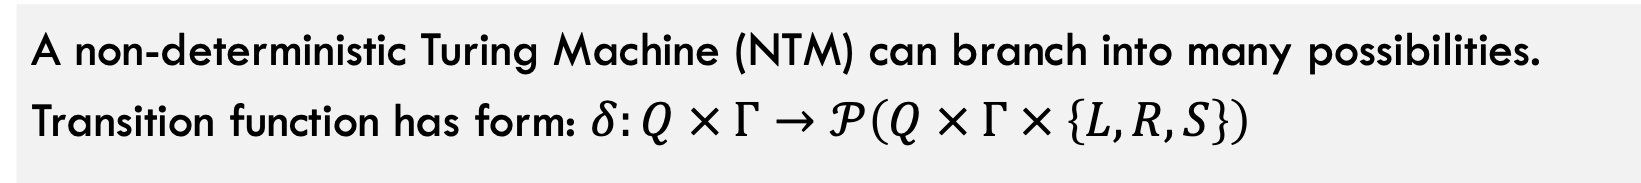 A non-deterministic Turing Machine (NTM) can branch into many possibilities.
Transition function has form: δ: Q × Γ → 𝒫(Q × Γ × {L, R, S})